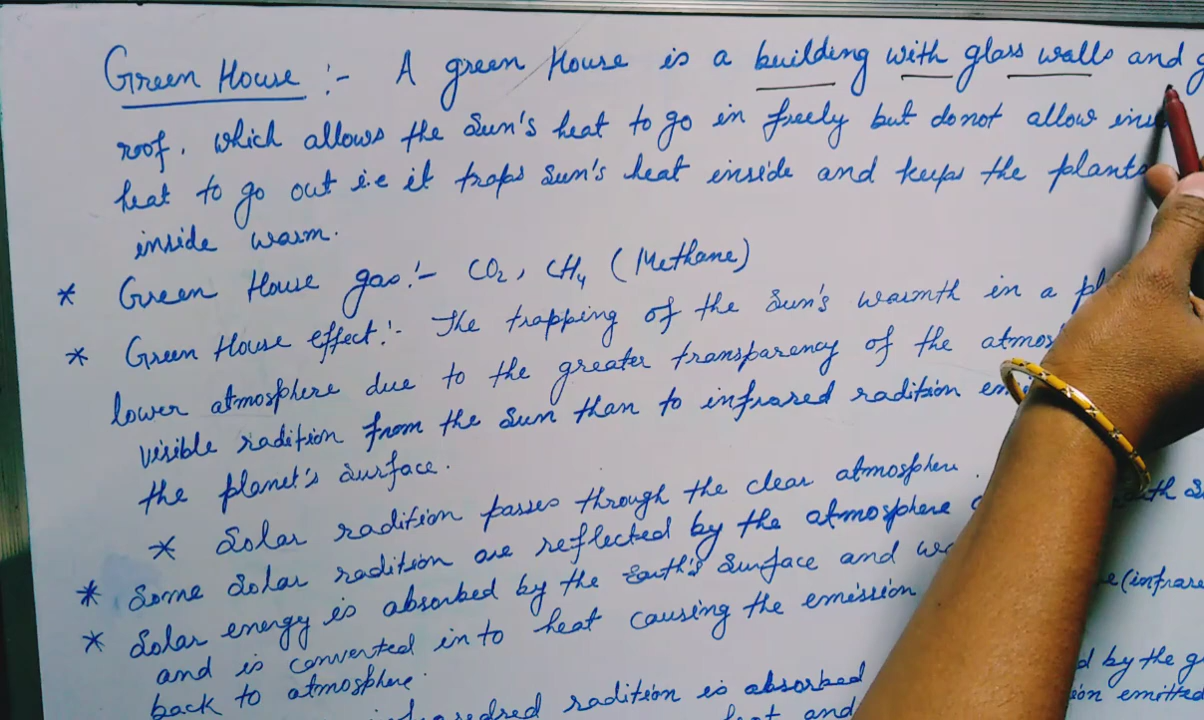 Green House :- A green House is a building with glass walls and
roof. which allows the Sun's heat to go in freely but donot allow
heat to go out i.e it traps Sun's heat inside and keeps the plants
inside warm.
* Green House gas:- CO2, CH4 (Methane)
* Green House effect:- The trapping of the Sun's warmth in a
lower atmosphere due to the greater transparency of the
visible radition from the Sun than to infrared radition
the planet's surface.
* Solar radition passes through the clear atmosphere.
* Some Solar radition are reflected by the atmosphere
* Solar energy is absorbed by the Earth's Surface and
and is converted in to heat causing the emission (infrared
back to atmosphere.
radition is absorbed by the
and emitted